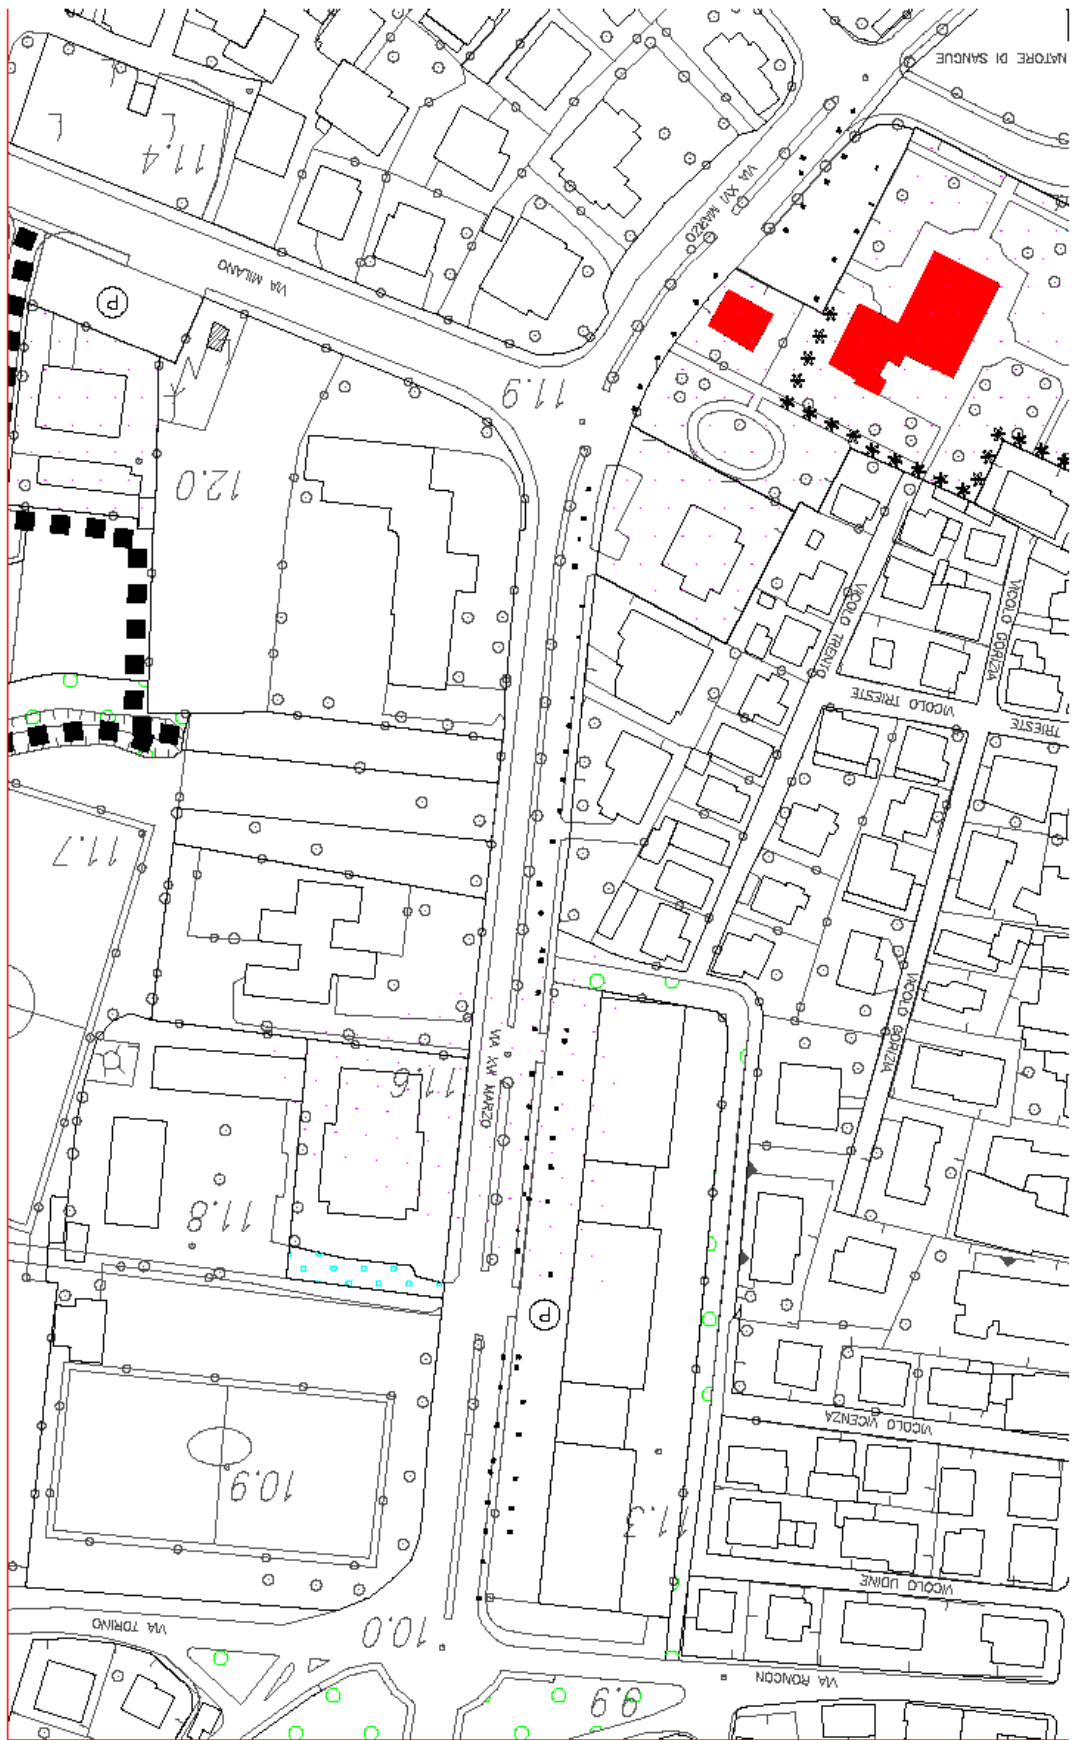 NATORE DI SANGUE
11.4
VIA XVI MARZO
VIA MILANO
P
11.9
12.0
VICOLO TRENTO
VICOLO GORIZIA
VICOLO TRIESTE
TRIESTE
11.7
VICOLO GORIZIA
VIA XVI MARZO
11.6
11.8
P
VICOLO VICENZA
10.9
11.3
VICOLO UDINE
VIA TORINO
10.0
VIA RONCON
9.9